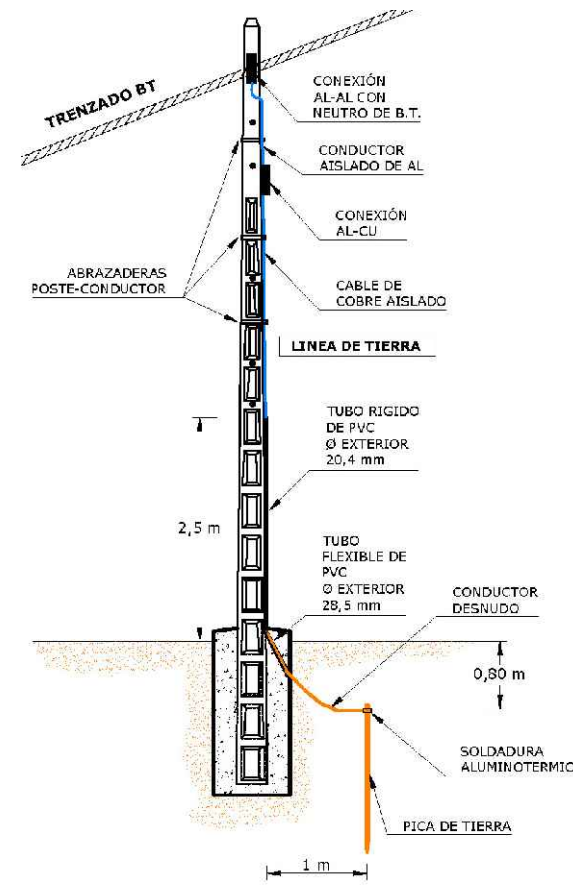 TRENZADO BT
CONEXIÓN
AL-AL CON
NEUTRO DE B.T.
CONDUCTOR
AISLADO DE AL
CONEXIÓN
AL-CU
ABRAZADERAS
POSTE-CONDUCTOR
CABLE DE
COBRE AISLADO
LINEA DE TIERRA
TUBO RIGIDO
DE PVC
Ø EXTERIOR
20,4 mm
2,5 m
TUBO
FLEXIBLE DE
PVC
Ø EXTERIOR
28,5 mm
CONDUCTOR
DESNUDO
0,80 m
SOLDADURA
ALUMINOTERMIC
PICA DE TIERRA
1 m